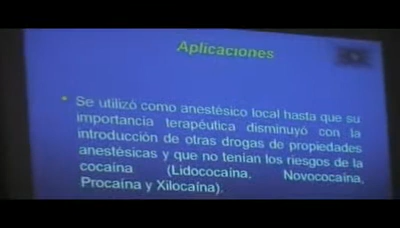 Aplicaciones
• Se utilizó como anestésico local hasta que su
importancia terapéutica disminuyó con la
introducción de otras drogas de propiedades
anestésicas y que no tenían los riesgos de la
cocaína (Lidococaína, Novococaína,
Procaína y Xilocaína).